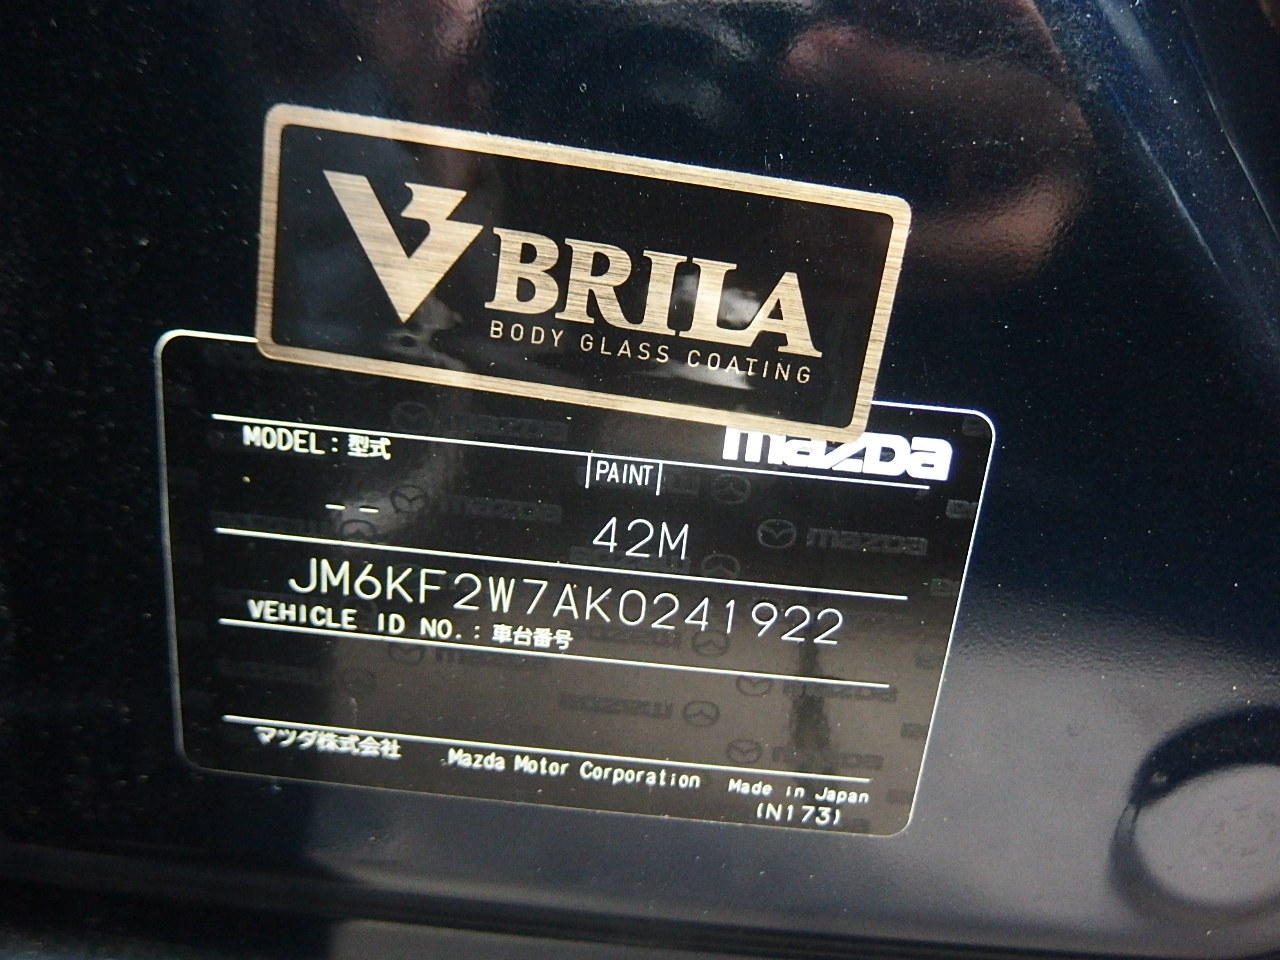 V BRILA
BODY GLASS COATING
mazda
MODEL : 型式
PAINT
--
42M
JM6KF2W7AK0241922
VEHICLE ID NO. : 車台番号
マツダ株式会社 Mazda Motor Corporation Made in Japan
(N173)